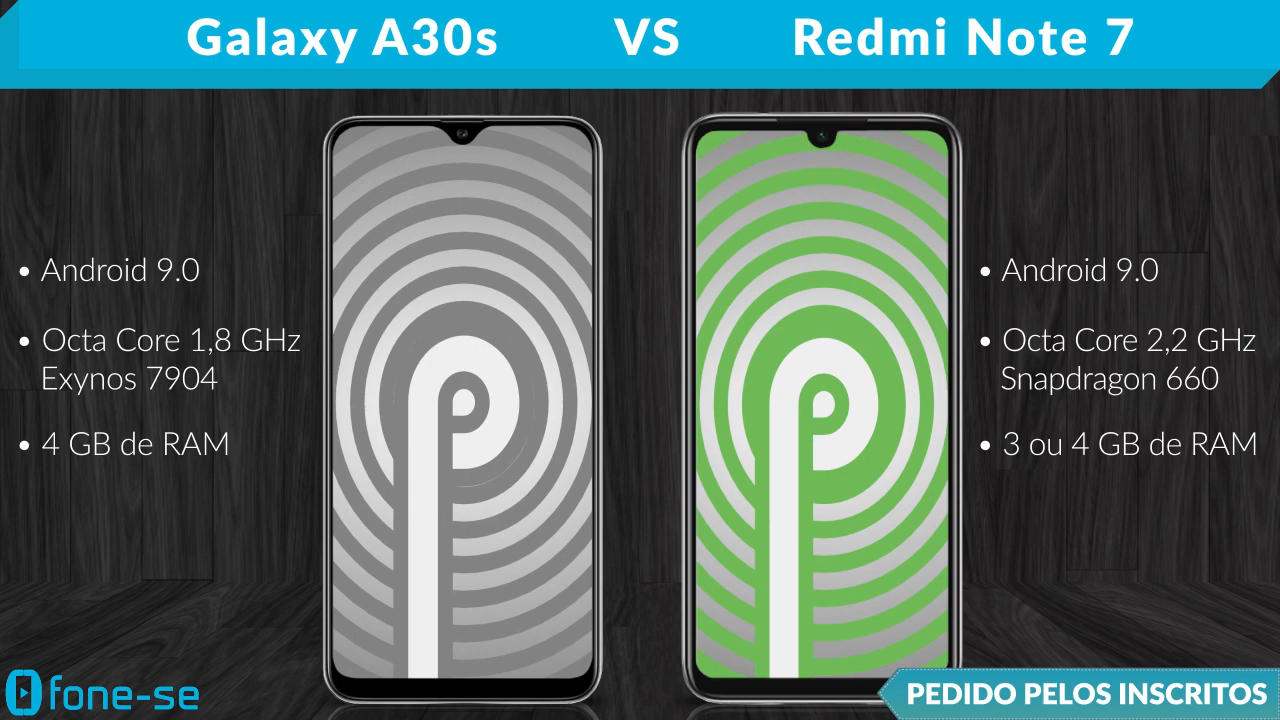 Galaxy A30s VS Redmi Note 7
• Android 9.0
• Octa Core 1,8 GHz
Exynos 7904
• 4 GB de RAM
• Android 9.0
• Octa Core 2,2 GHz
Snapdragon 660
• 3 ou 4 GB de RAM
fone-se
PEDIDO PELOS INSCRITOS